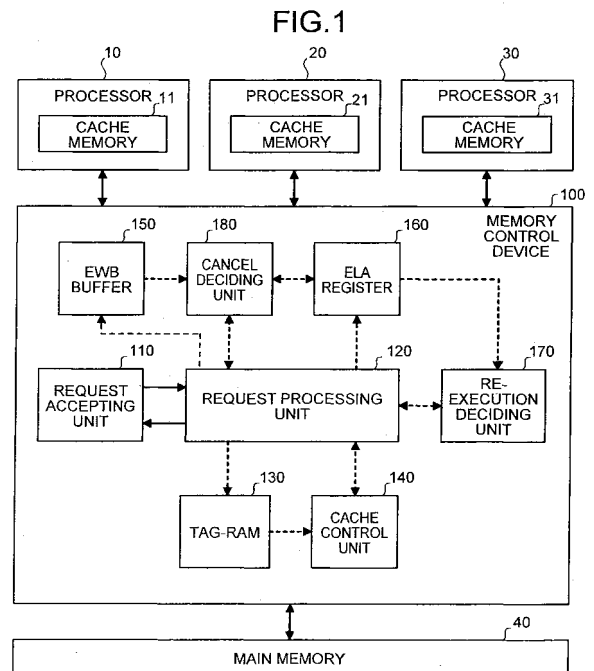 FIG.1
10
20
30
PROCESSOR
11
CACHE
MEMORY
PROCESSOR
21
CACHE
MEMORY
PROCESSOR
31
CACHE
MEMORY
100
MEMORY
CONTROL
DEVICE
150
EWB
BUFFER
180
CANCEL
DECIDING
UNIT
160
ELA
REGISTER
110
REQUEST
ACCEPTING
UNIT
120
REQUEST PROCESSING
UNIT
170
RE-
EXECUTION
DECIDING
UNIT
130
TAG-RAM
140
CACHE
CONTROL
UNIT
40
MAIN MEMORY